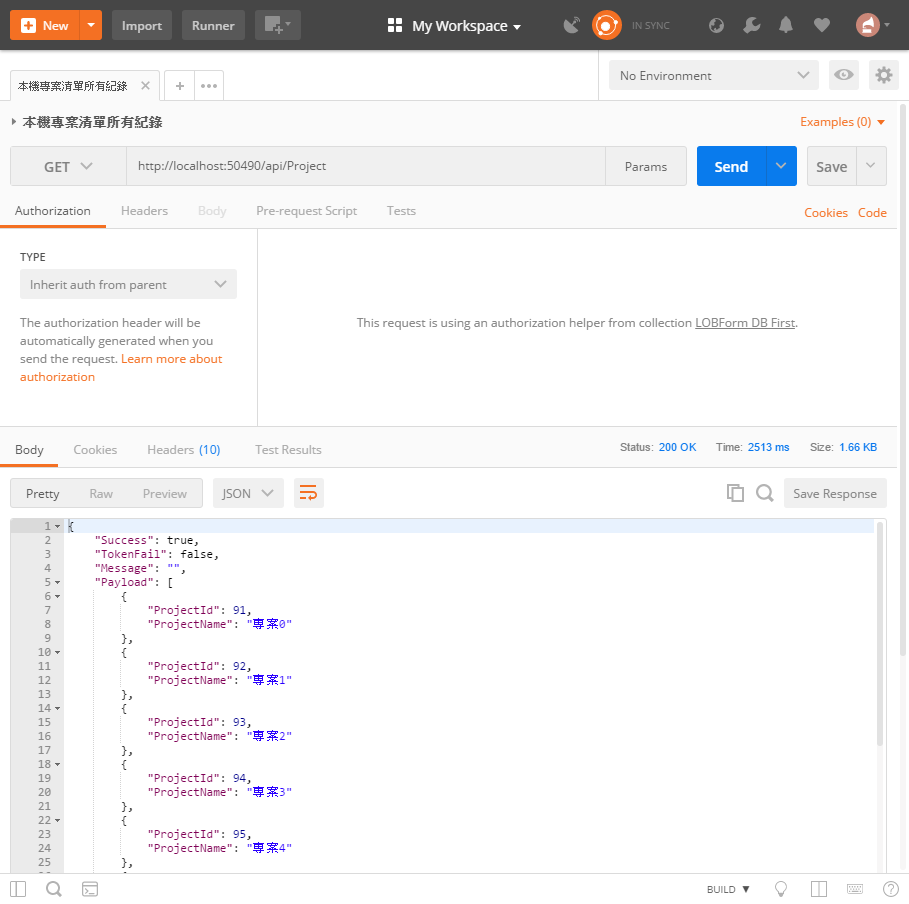 New Import Runner My Workspace IN SYNC
本機專案清單所有紀錄 No Environment
本機專案清單所有紀錄 Examples (0)
GET http://localhost:50490/api/Project Params Send Save
Authorization Headers Body Pre-request Script Tests Cookies Code
TYPE
Inherit auth from parent
The authorization header will be
automatically generated when you
send the request. Learn more about
authorization
This request is using an authorization helper from collection LOBForm DB First.
Body Cookies Headers (10) Test Results Status: 200 OK Time: 2513 ms Size: 1.66 KB
Pretty Raw Preview JSON Save Response
1 {
2 "Success": true,
3 "TokenFail": false,
4 "Message": "",
5 "Payload": [
6 {
7 "ProjectId": 91,
8 "ProjectName": "專案0"
9 },
10 {
11 "ProjectId": 92,
12 "ProjectName": "專案1"
13 },
14 {
15 "ProjectId": 93,
16 "ProjectName": "專案2"
17 },
18 {
19 "ProjectId": 94,
20 "ProjectName": "專案3"
21 },
22 {
23 "ProjectId": 95,
24 "ProjectName": "專案4"
25 },
BUILD